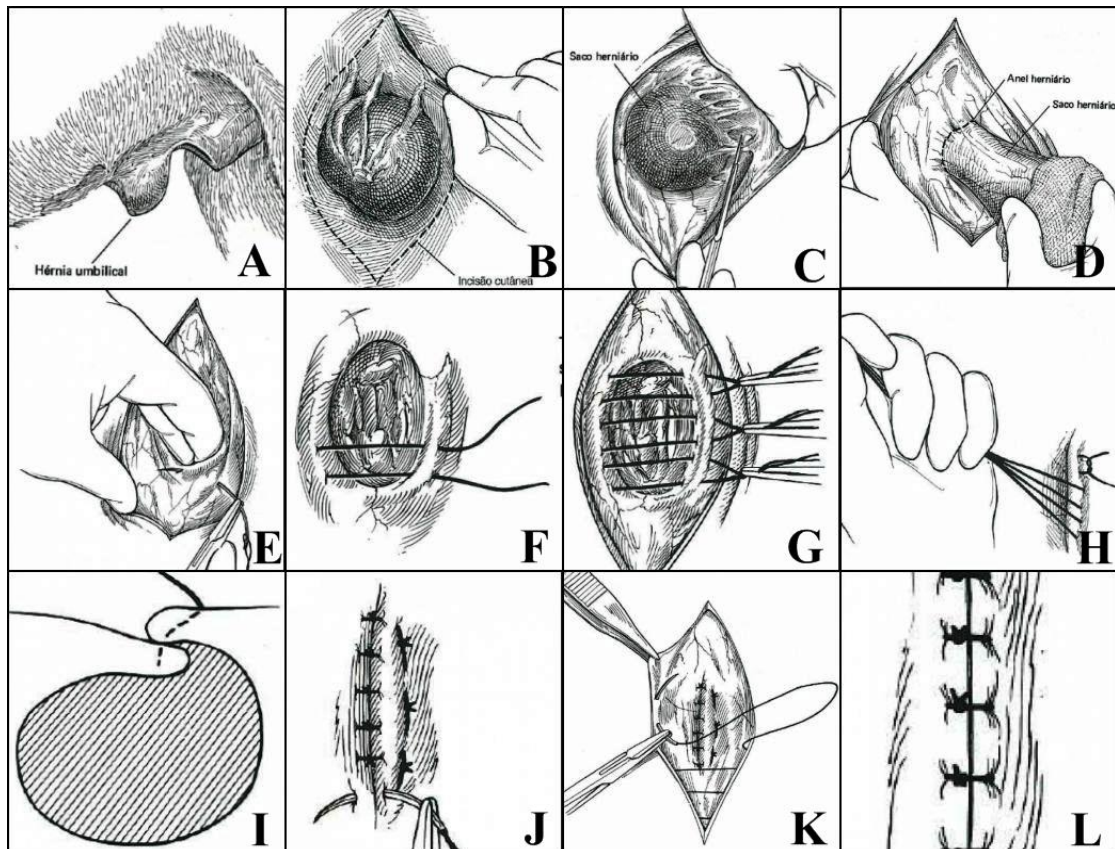 Hérnia umbilical
A
Incisão cutânea
B
Saco herniário
C
Anel herniário
Saco herniário
D
E
F
G
H
I
J
K
L